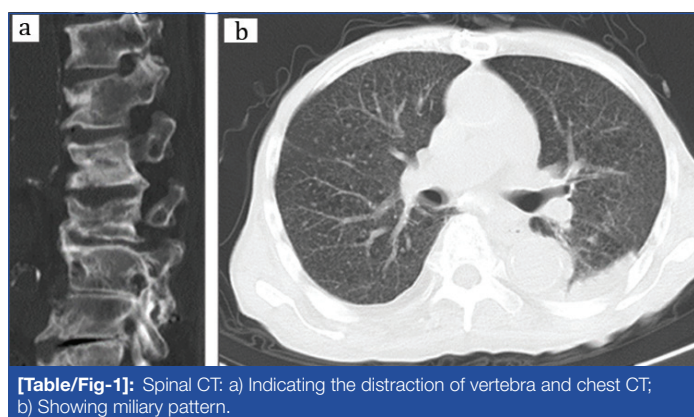 a
b
[Table/Fig-1]: Spinal CT: a) Indicating the distraction of vertebra and chest CT;
b) Showing miliary pattern.